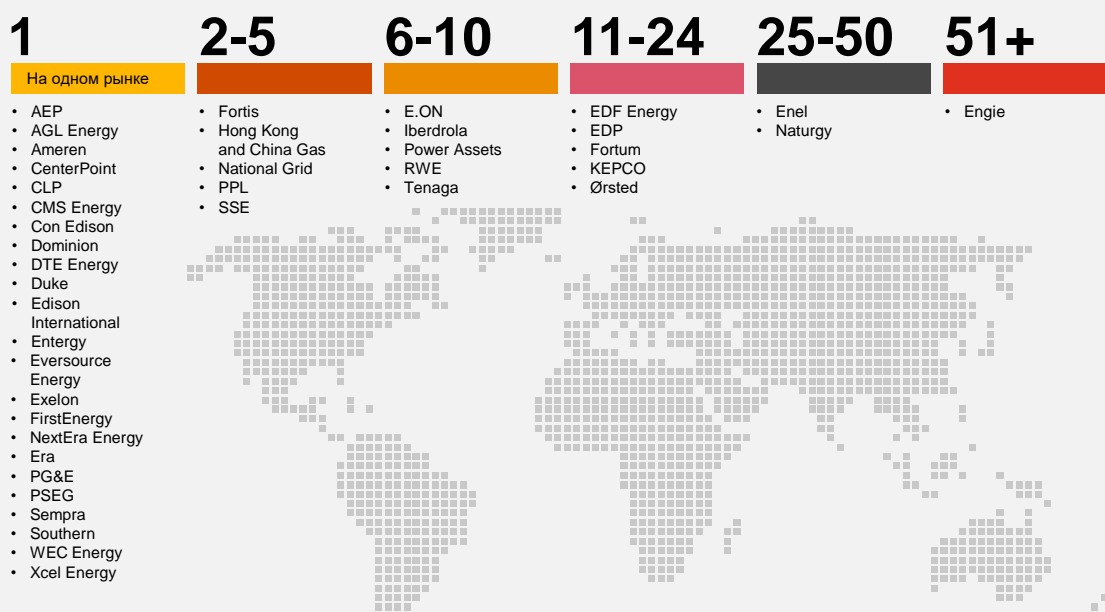 1
На одном рынке
• AEP
• AGL Energy
• Ameren
• CenterPoint
• CLP
• CMS Energy
• Con Edison
• Dominion
• DTE Energy
• Duke
• Edison
International
• Entergy
• Eversource
Energy
• Exelon
• FirstEnergy
• NextEra Energy
• Era
• PG&E
• PSEG
• Sempra
• Southern
• WEC Energy
• Xcel Energy
2-5
• Fortis
• Hong Kong
and China Gas
• National Grid
• PPL
• SSE
6-10
• E.ON
• Iberdrola
• Power Assets
• RWE
• Tenaga
11-24
• EDF Energy
• EDP
• Fortum
• KEPCO
• Ørsted
25-50
• Enel
• Naturgy
51+
• Engie